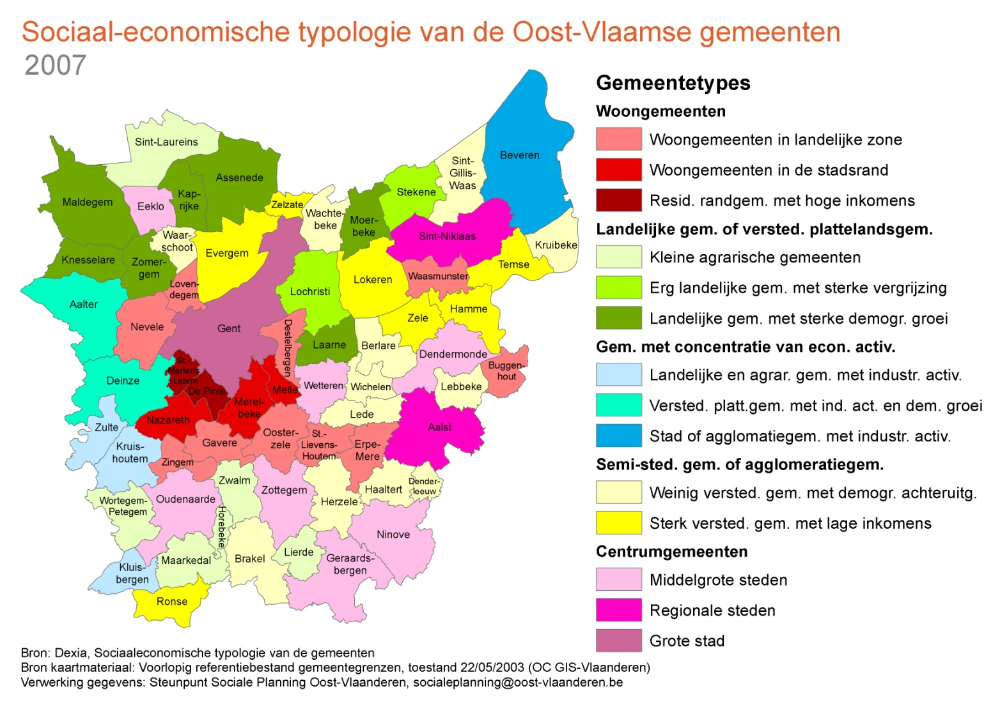 Sociaal-economische typologie van de Oost-Vlaamse gemeenten
2007
Sint-Laureins
Assenede
Maldegem
Eeklo
Kap-
rijke
Zelzate
Wachte-
beke
Moer-
beke
Stekene
Sint-
Gillis-
Waas
Beveren
Waar-
schoot
Evergem
Sint-Niklaas
Kruibeke
Knesselare
Zomer-
gem
Loven-
degem
Lochristi
Lokeren
Waasmunster
Temse
Aalter
Nevele
Gent
Destelbergen
Laarne
Zele
Hamme
Berlare
Dendermonde
Buggen-
hout
Deinze
St.-
Martens
-Latem
De Pinte
Melle
Merel-
beke
Wetteren
Wichelen
Lebbeke
Nazareth
Lede
Zulte
Kruis-
houtem
Gavere
Ooster-
zele
St.-
Lievens-
Houtem
Erpe-
Mere
Aalst
Zingem
Zwalm
Zottegem
Herzele
Haaltert
Dender-
leeuw
Wortegem-
Petegem
Oudenaarde
Horebeke
Ninove
Kluis-
bergen
Maarkedal
Brakel
Lierde
Geraards-
bergen
Ronse
Gemeentetypes
Woongemeenten
Woongemeenten in landelijke zone
Woongemeenten in de stadsrand
Resid. randgem. met hoge inkomens
Landelijke gem. of versted. plattelandsgem.
Kleine agrarische gemeenten
Erg landelijke gem. met sterke vergrijzing
Landelijke gem. met sterke demogr. groei
Gem. met concentratie van econ. activ.
Landelijke en agrar. gem. met industr. activ.
Versted. platt.gem. met ind. act. en dem. groei
Stad of agglomatiegem. met industr. activ.
Semi-sted. gem. of agglomeratiegem.
Weinig versted. gem. met demogr. achteruitg.
Sterk versted. gem. met lage inkomens
Centrumgemeenten
Middelgrote steden
Regionale steden
Grote stad
Bron: Dexia, Sociaaleconomische typologie van de gemeenten
Bron kaartmateriaal: Voorlopig referentiebestand gemeentegrenzen, toestand 22/05/2003 (OC GIS-Vlaanderen)
Verwerking gegevens: Steunpunt Sociale Planning Oost-Vlaanderen, socialeplanning@oost-vlaanderen.be